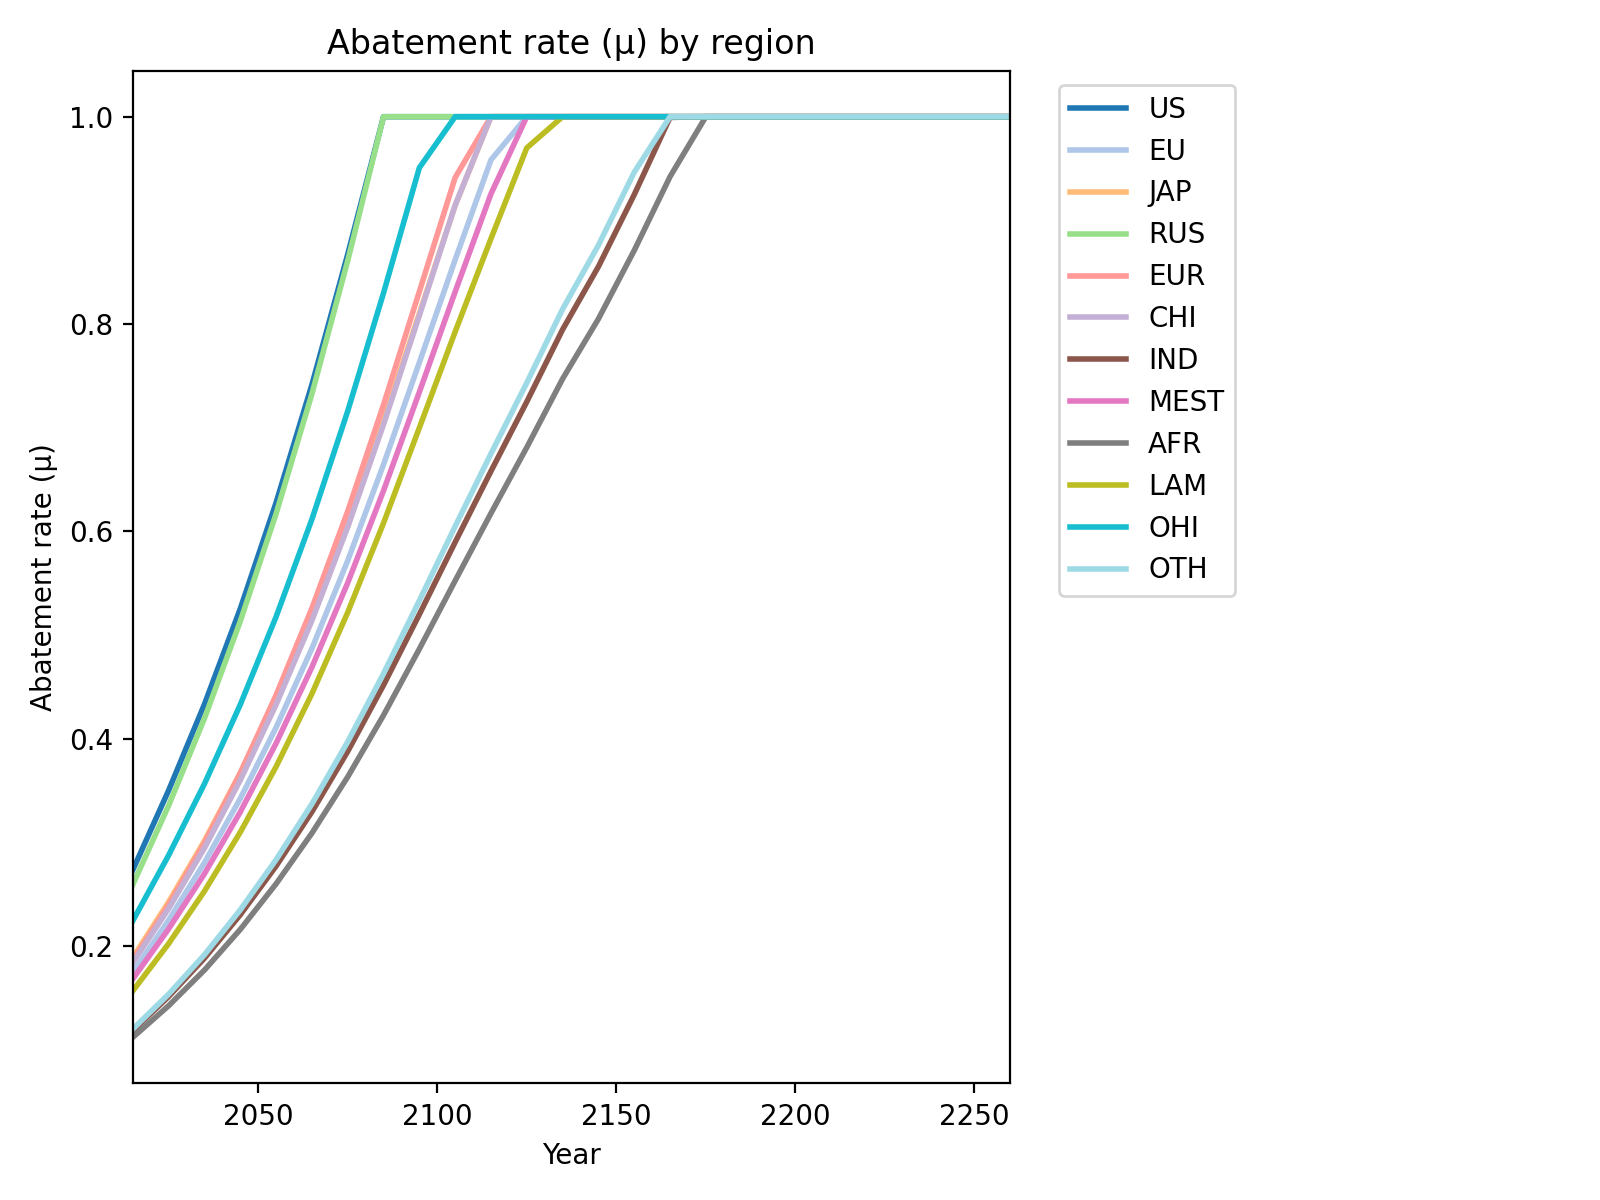 Abatement rate (μ) by region
1.0
0.8
0.6
0.4
0.2
Abatement rate (μ)
2050 2100 2150 2200 2250
Year
US
EU
JAP
RUS
EUR
CHI
IND
MEST
AFR
LAM
OHI
OTH